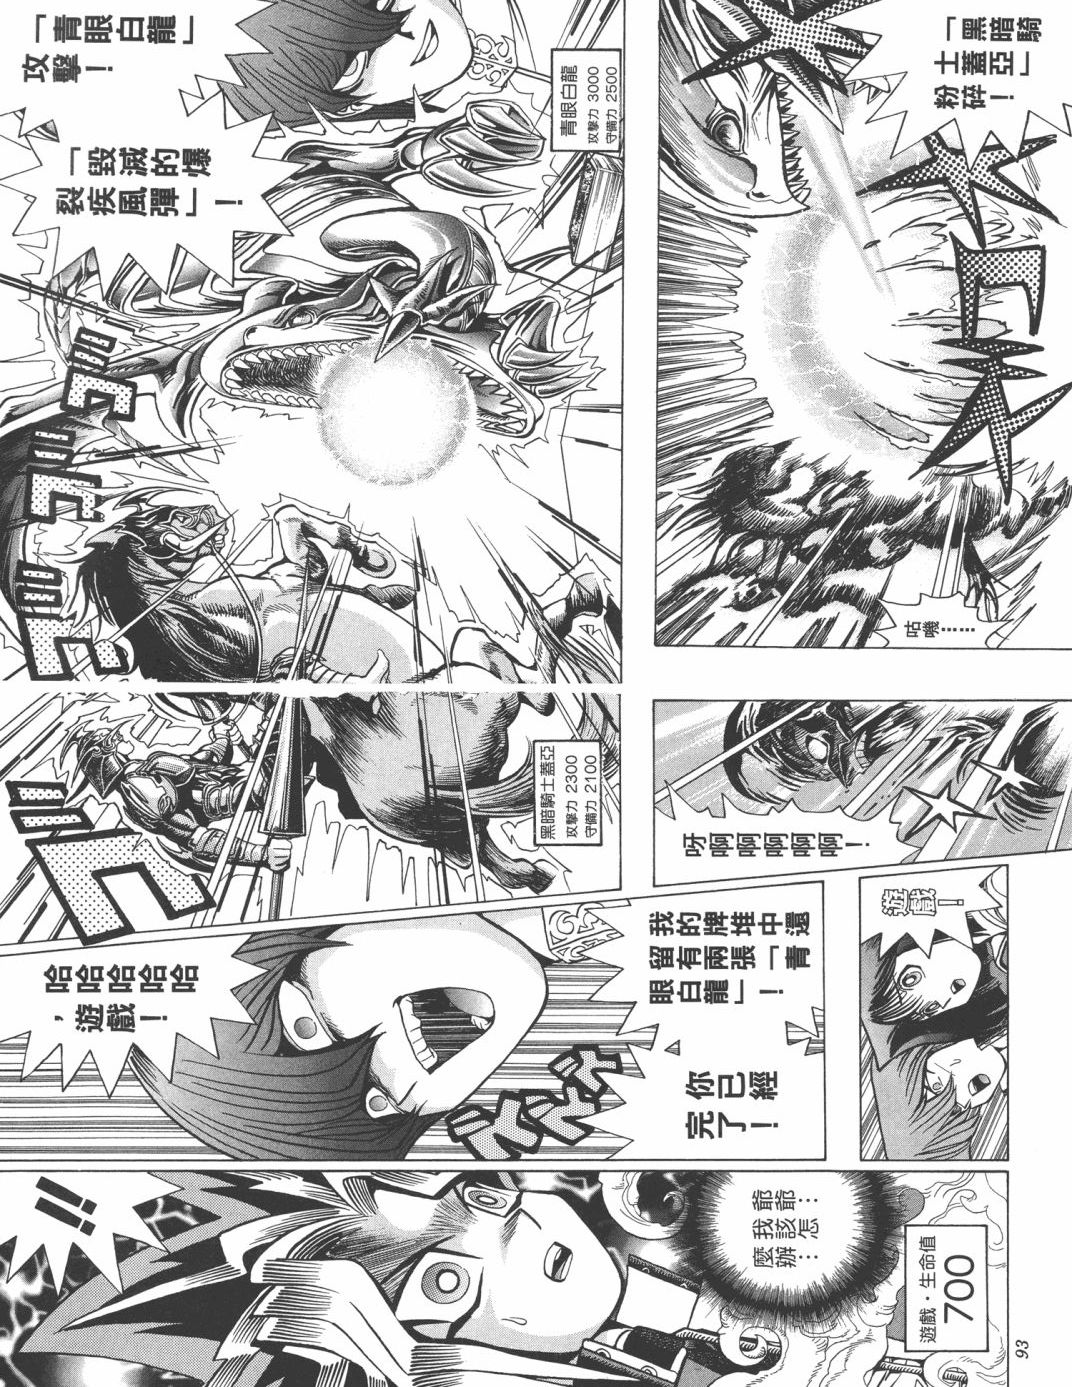 「青眼白龍」
攻擊！
「毀滅的爆
裂疾風彈」！
青眼白龍
攻擊力 3000
守備力 2500
黑暗騎士蓋亞
攻擊力 2300
守備力 2100
「黑暗騎
士蓋亞」
粉碎！
咕嘰……
呀啊啊啊啊啊！
遊戲！
我的牌堆中還
留有兩張「青
眼白龍」！
你已經
完了！
哈哈哈哈哈
，遊戲！
遊戲・生命值
700
爺爺…
我該怎
麼辦…
!!
93